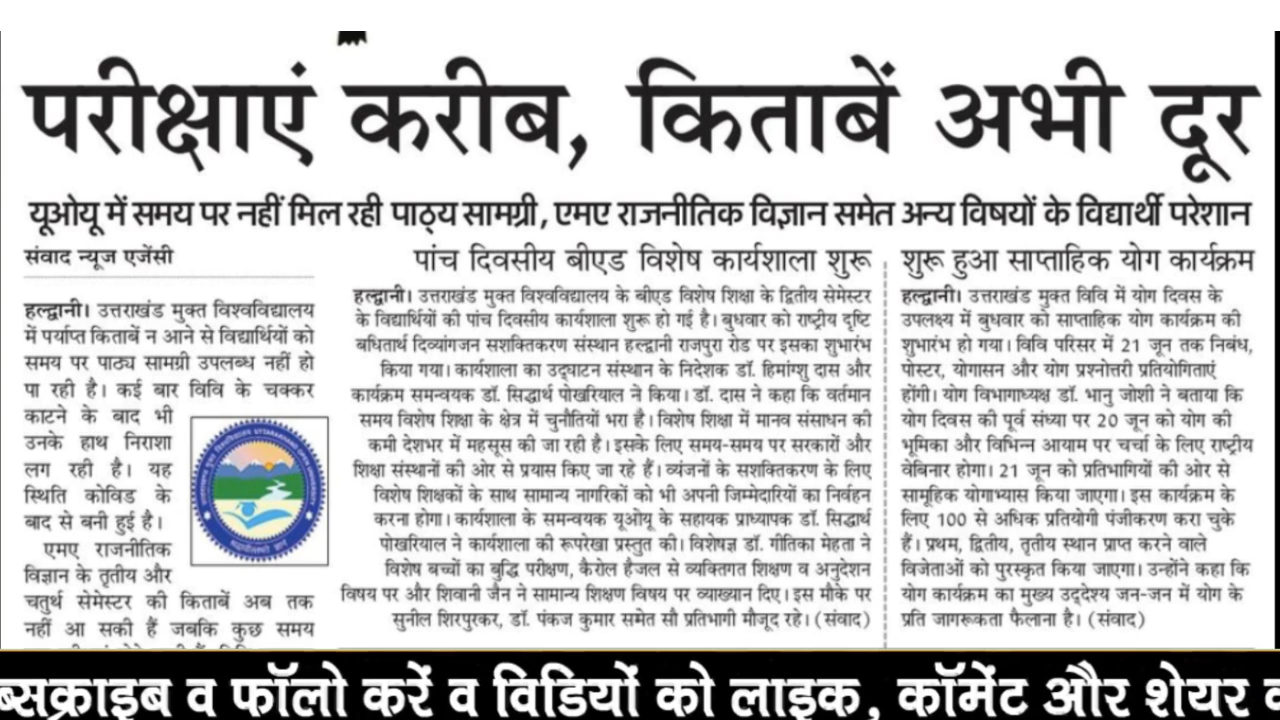 परीक्षाएं करीब, किताबें अभी दूर
यूओयू में समय पर नहीं मिल रही पाठ्य सामग्री, एमए राजनीतिक विज्ञान समेत अन्य विषयों के विद्यार्थी परेशान
संवाद न्यूज एजेंसी
हल्द्वानी। उत्तराखंड मुक्त विश्वविद्यालय
में पर्याप्त किताबें न आने से विद्यार्थियों को
समय पर पाठ्य सामग्री उपलब्ध नहीं हो
पा रही है। कई बार विवि के चक्कर
काटने के बाद भी
उनके हाथ निराशा
लग रही है। यह
स्थिति कोविड के
बाद से बनी हुई है।
एमए राजनीतिक
विज्ञान के तृतीय और
चतुर्थ सेमेस्टर की किताबें अब तक
नहीं आ सकी हैं जबकि कुछ समय
पांच दिवसीय बीएड विशेष कार्यशाला शुरू
हल्द्वानी। उत्तराखंड मुक्त विश्वविद्यालय के बीएड विशेष शिक्षा के द्वितीय सेमेस्टर
के विद्यार्थियों की पांच दिवसीय कार्यशाला शुरू हो गई है। बुधवार को राष्ट्रीय दृष्टि
बधितार्थ दिव्यांगजन सशक्तिकरण संस्थान हल्द्वानी राजपुरा रोड पर इसका शुभारंभ
किया गया। कार्यशाला का उद्घाटन संस्थान के निदेशक डॉ. हिमांग्शु दास और
कार्यक्रम समन्वयक डॉ. सिद्धार्थ पोखरियाल ने किया। डॉ. दास ने कहा कि वर्तमान
समय विशेष शिक्षा के क्षेत्र में चुनौतियों भरा है। विशेष शिक्षा में मानव संसाधन की
कमी देशभर में महसूस की जा रही है। इसके लिए समय-समय पर सरकारों और
शिक्षा संस्थानों की ओर से प्रयास किए जा रहे हैं। व्यंजनों के सशक्तिकरण के लिए
विशेष शिक्षकों के साथ सामान्य नागरिकों को भी अपनी जिम्मेदारियों का निर्वहन
करना होगा। कार्यशाला के समन्वयक यूओयू के सहायक प्राध्यापक डॉ. सिद्धार्थ
पोखरियाल ने कार्यशाला की रूपरेखा प्रस्तुत की। विशेषज्ञ डॉ. गीतिका मेहता ने
विशेष बच्चों का बुद्धि परीक्षण, कैरोल हैजल से व्यक्तिगत शिक्षण व अनुदेशन
विषय पर और शिवानी जैन ने सामान्य शिक्षण विषय पर व्याख्यान दिए। इस मौके पर
सुनील शिरपुरकर, डॉ. पंकज कुमार समेत सौ प्रतिभागी मौजूद रहे। (संवाद)
शुरू हुआ साप्ताहिक योग कार्यक्रम
हल्द्वानी। उत्तराखंड मुक्त विवि में योग दिवस के
उपलक्ष्य में बुधवार को साप्ताहिक योग कार्यक्रम की
शुभारंभ हो गया। विवि परिसर में 21 जून तक निबंध,
पोस्टर, योगासन और योग प्रश्नोत्तरी प्रतियोगिताएं
होंगी। योग विभागाध्यक्ष डॉ. भानु जोशी ने बताया कि
योग दिवस की पूर्व संध्या पर 20 जून को योग की
भूमिका और विभिन्न आयाम पर चर्चा के लिए राष्ट्रीय
वेबिनार होगा। 21 जून को प्रतिभागियों की ओर से
सामूहिक योगाभ्यास किया जाएगा। इस कार्यक्रम के
लिए 100 से अधिक प्रतियोगी पंजीकरण करा चुके
हैं। प्रथम, द्वितीय, तृतीय स्थान प्राप्त करने वाले
विजेताओं को पुरस्कृत किया जाएगा। उन्होंने कहा कि
योग कार्यक्रम का मुख्य उद्देश्य जन-जन में योग के
प्रति जागरूकता फैलाना है। (संवाद)
ब्सक्राइब व फॉलो करें व विडियों को लाइक, कॉमेंट और शेयर